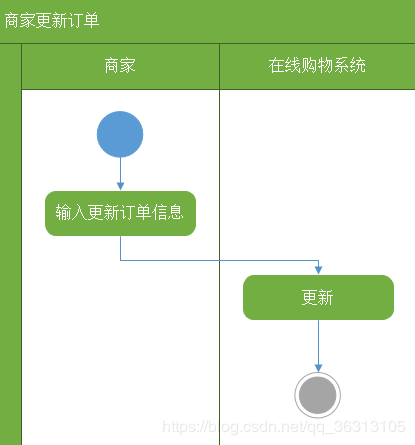 商家更新订单
商家
在线购物系统
输入更新订单信息
更新
https://blog.csdn.net/qq_36313105